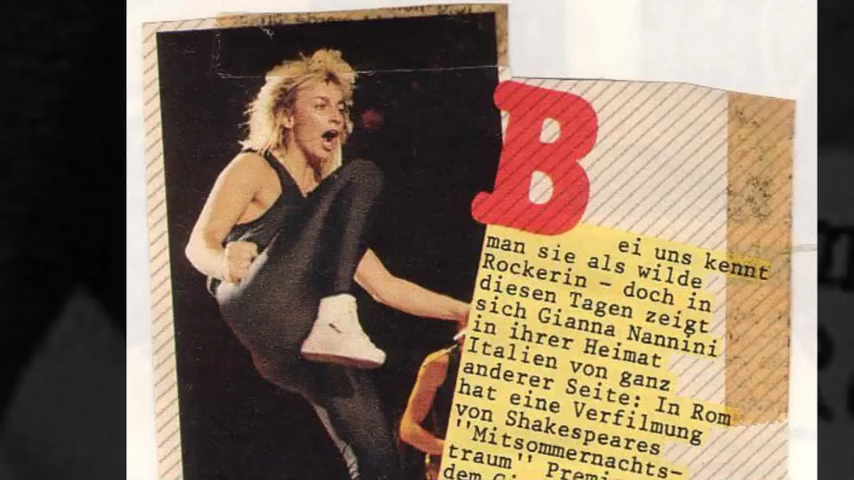 Bei uns kennt
man sie als wilde
Rockerin - doch in
diesen Tagen zeigt
sich Gianna Nannini
in ihrer Heimat
Italien von ganz
anderer Seite: In Rom
hat eine Verfilmung
von Shakespeares
"Mitsommernachts-
traum"